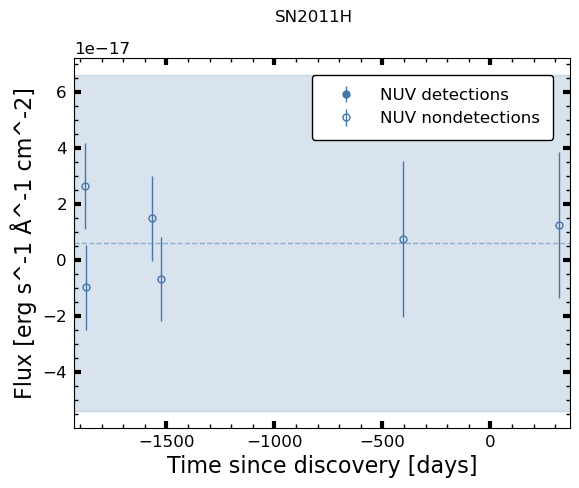 SN2011H
1e−17
NUV detections
NUV nondetections
6
4
2
0
−2
−4
Flux [erg s^-1 Å^-1 cm^-2]
−1500 −1000 −500 0
Time since discovery [days]